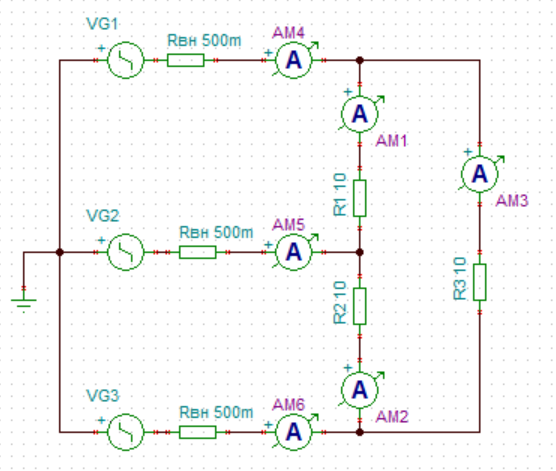 VG1
+
Rвн 500m
+
AM4
A
+
A
AM1
+
A
AM3
R1 10
VG2
+
Rвн 500m
+
AM5
A
R2 10
R3 10
VG3
+
Rвн 500m
+
AM6
A
+
A
AM2